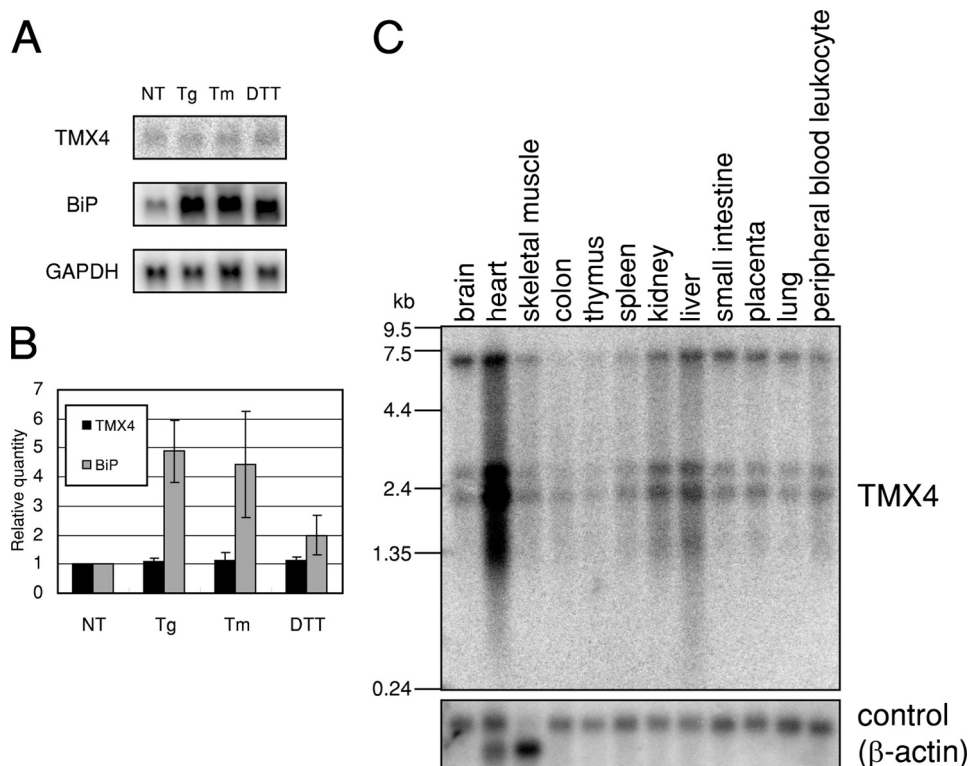 A
NT Tg Tm DTT
TMX4
BiP
GAPDH
B
7
6
5
4
3
2
1
0
Relative quantity
TMX4
BiP
NT Tg Tm DTT
C
kb
brain
heart
skeletal muscle
colon
thymus
spleen
kidney
liver
small intestine
placenta
lung
peripheral blood leukocyte
9.5
7.5
4.4
2.4
1.35
0.24
TMX4
control
(β-actin)